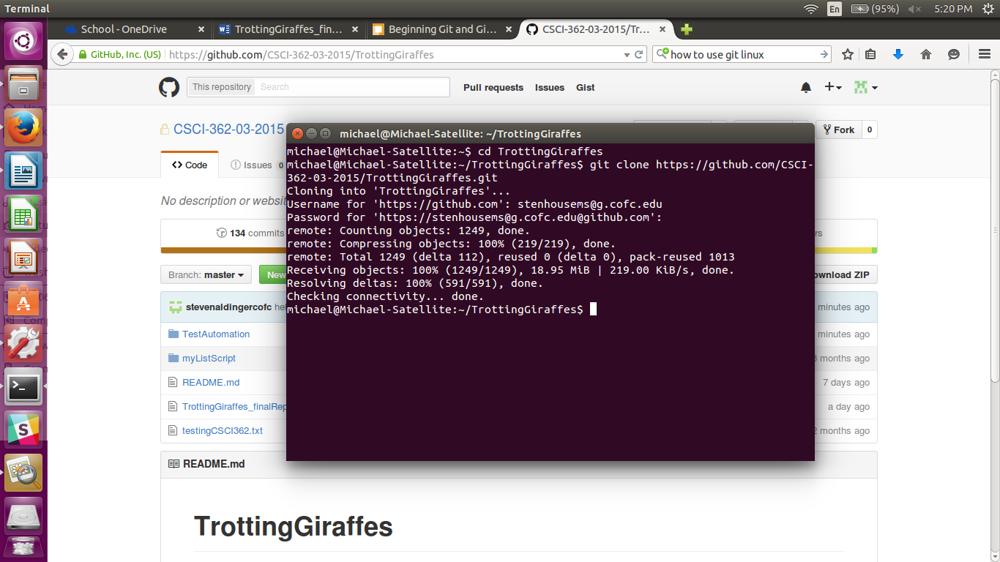 Terminal
En
(95%)
5:20 PM
School - OneDrive
TrottingGiraffes_fin...
Beginning Git and Gi...
CSCI-362-03-2015/Tr...
GitHub, Inc. (US)
https://github.com/CSCI-362-03-2015/TrottingGiraffes
how to use git linux
This repository
Search
Pull requests
Issues
Gist
CSCI-362-03-2015
Fork
0
Code
Issues
0
No description or websit
134 commits
rs
Branch: master
New
ownload ZIP
michael@Michael-Satellite: ~/TrottingGiraffes
michael@Michael-Satellite:~$ cd TrottingGiraffes
michael@Michael-Satellite:~/TrottingGiraffes$ git clone https://github.com/CSCI-
362-03-2015/TrottingGiraffes.git
Cloning into 'TrottingGiraffes'...
Username for 'https://github.com': stenhousems@g.cofc.edu
Password for 'https://stenhousems@g.cofc.edu@github.com':
remote: Counting objects: 1249, done.
remote: Compressing objects: 100% (219/219), done.
remote: Total 1249 (delta 112), reused 0 (delta 0), pack-reused 1013
Receiving objects: 100% (1249/1249), 18.95 MiB | 219.00 KiB/s, done.
Resolving deltas: 100% (591/591), done.
Checking connectivity... done.
michael@Michael-Satellite:~/TrottingGiraffes$
stevenaldingercofc hel
minutes ago
TestAutomation
minutes ago
myListScript
3 months ago
README.md
7 days ago
TrottingGiraffes_finalRep
a day ago
testingCSCI362.txt
2 months ago
README.md
TrottingGiraffes